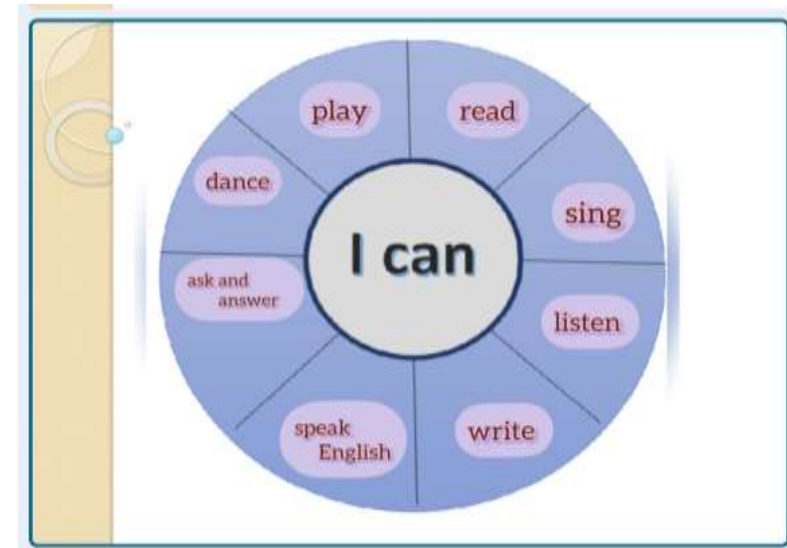 play
read
dance
sing
I can
ask and
answer
listen
speak
English
write